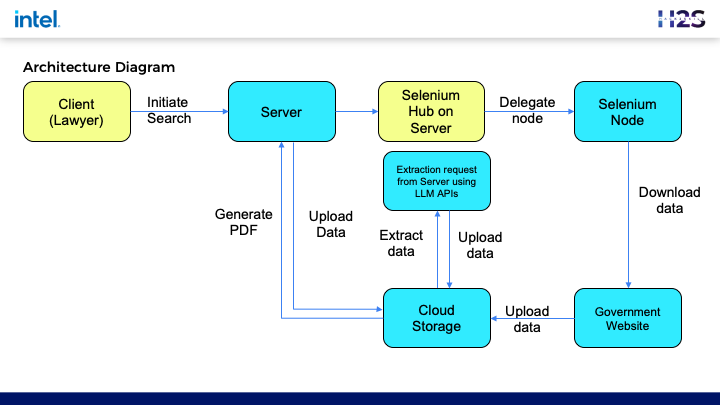 intel.
H2S
Architecture Diagram
Client
(Lawyer)
Initiate
Search
Server
Selenium
Hub on
Server
Delegate
node
Selenium
Node
Extraction request
from Server using
LLM APIs
Download
data
Generate
PDF
Upload
Data
Extract
data
Upload
data
Cloud
Storage
Upload
data
Government
Website